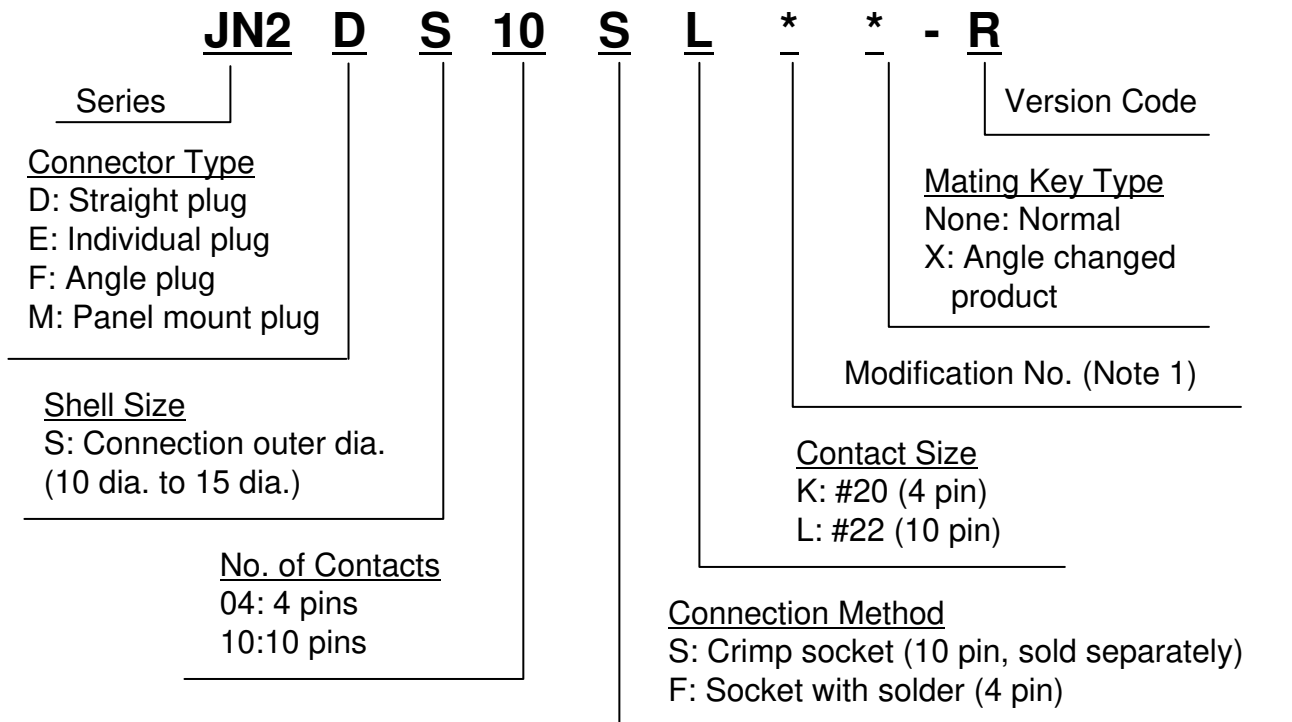 JN2 D S 10 S L * * - R
Series
Version Code
Connector Type
D: Straight plug
E: Individual plug
F: Angle plug
M: Panel mount plug
Mating Key Type
None: Normal
X: Angle changed
product
Modification No. (Note 1)
Shell Size
S: Connection outer dia.
(10 dia. to 15 dia.)
Contact Size
K: #20 (4 pin)
L: #22 (10 pin)
No. of Contacts
04: 4 pins
10:10 pins
Connection Method
S: Crimp socket (10 pin, sold separately)
F: Socket with solder (4 pin)